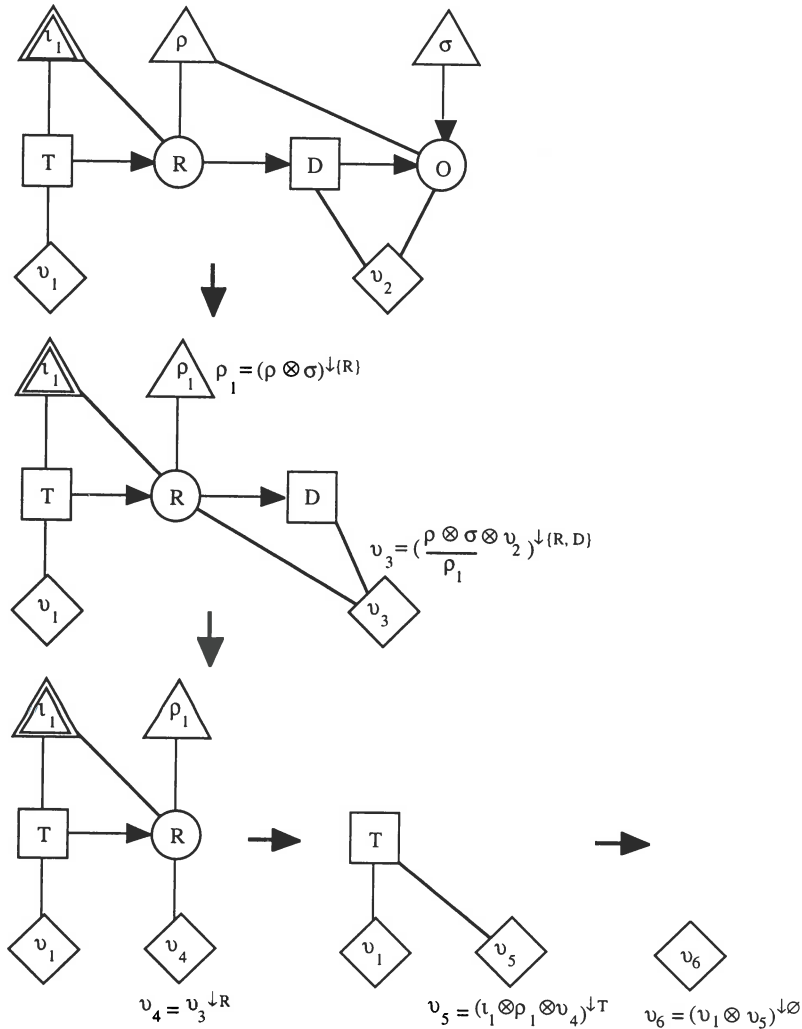 ι₁ ρ σ
T R D O
υ₁ υ₂
ι₁ ρ₁ ρ₁ = (ρ ⊗ σ)↓{R}
T R D
υ₃ = (ρ ⊗ σ / ρ₁ ⊗ υ₂)↓{R, D}
υ₁ υ₃
ι₁ ρ₁
T R T
υ₁ υ₄ υ₁ υ₅ υ₆
υ₄ = υ₃↓R υ₅ = (ι₁⊗ρ₁⊗υ₄)↓T υ₆ = (υ₁ ⊗ υ₅)↓∅